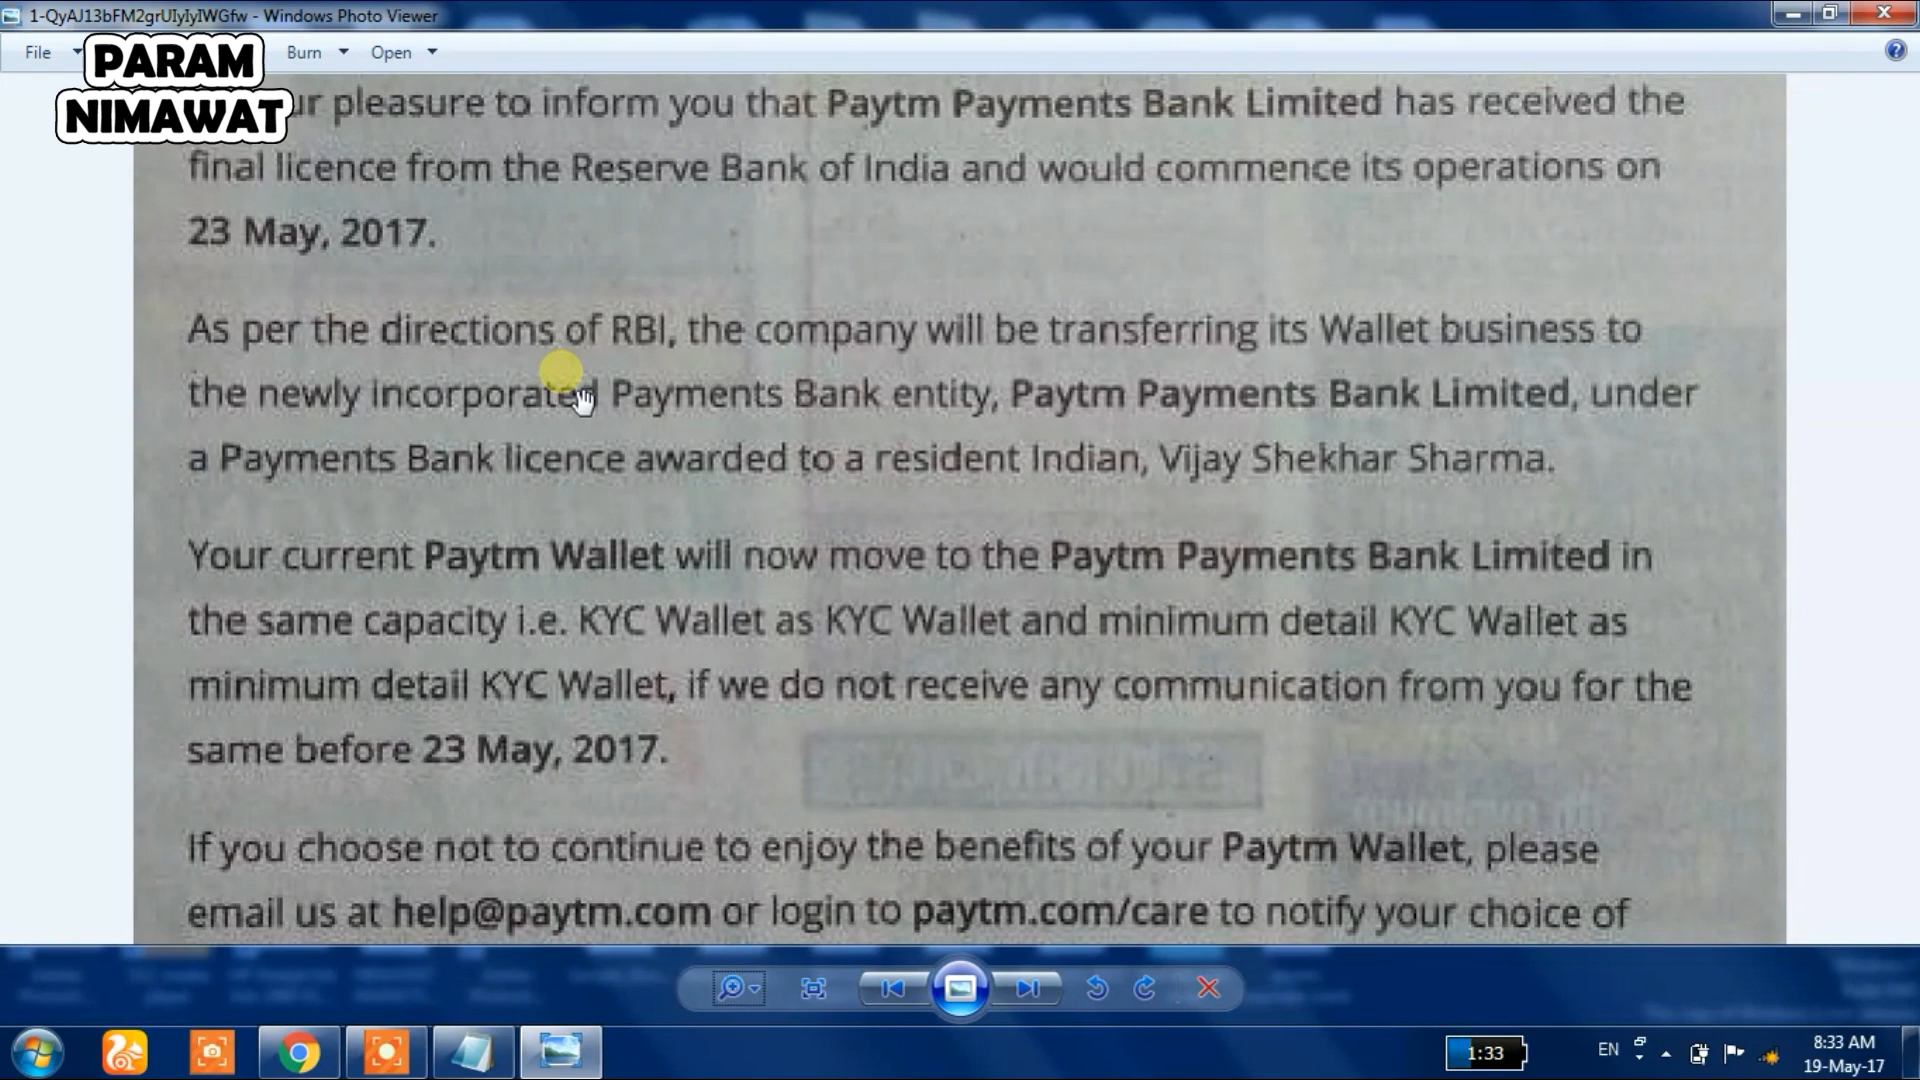 1-QyAJ13bFM2grUIyIyIWGfw - Windows Photo Viewer
File Burn Open
PARAM
NIMAWAT
ur pleasure to inform you that Paytm Payments Bank Limited has received the
final licence from the Reserve Bank of India and would commence its operations on
23 May, 2017.
As per the directions of RBI, the company will be transferring its Wallet business to
the newly incorporated Payments Bank entity, Paytm Payments Bank Limited, under
a Payments Bank licence awarded to a resident Indian, Vijay Shekhar Sharma.
Your current Paytm Wallet will now move to the Paytm Payments Bank Limited in
the same capacity i.e. KYC Wallet as KYC Wallet and minimum detail KYC Wallet as
minimum detail KYC Wallet, if we do not receive any communication from you for the
same before 23 May, 2017.
If you choose not to continue to enjoy the benefits of your Paytm Wallet, please
email us at help@paytm.com or login to paytm.com/care to notify your choice of
1:33
EN
8:33 AM
19-May-17